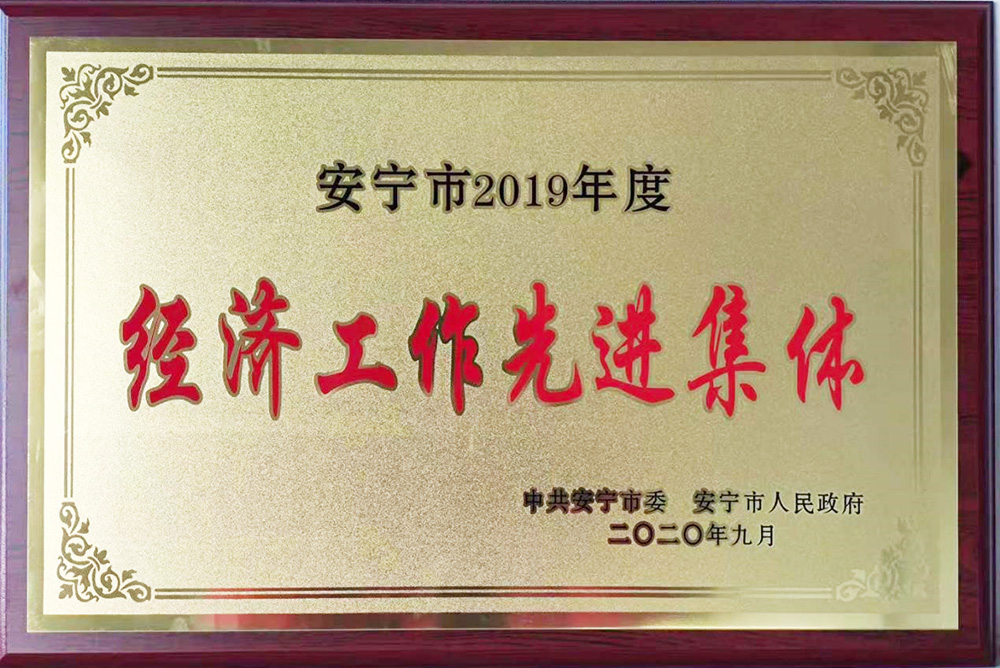 安宁市2019年度
经济工作先进集体
中共安宁市委 安宁市人民政府
二〇二〇年九月